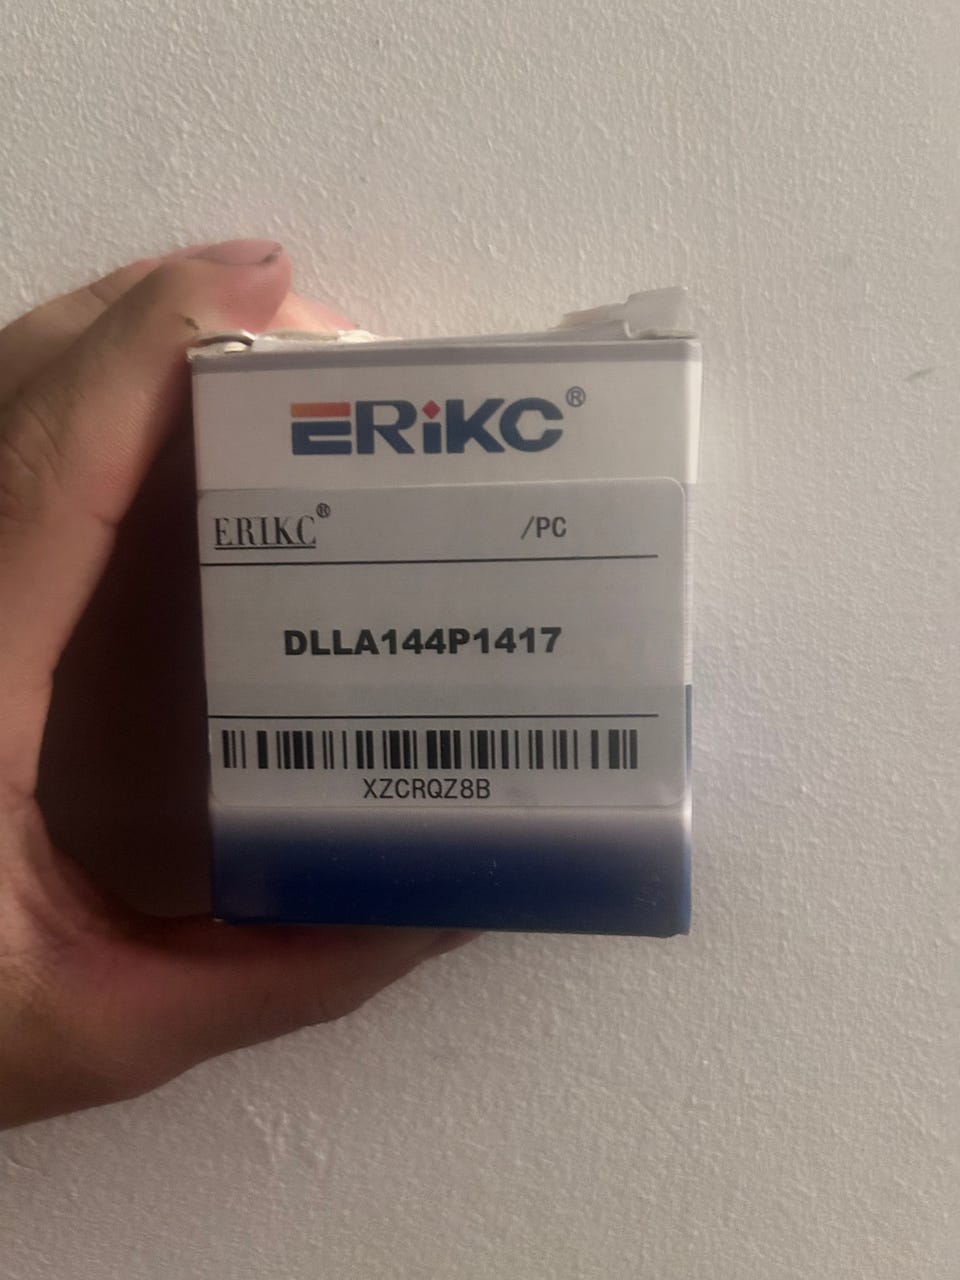 ERiKC®
ERIKC® /PC
DLLA144P1417
XZCRQZ8B